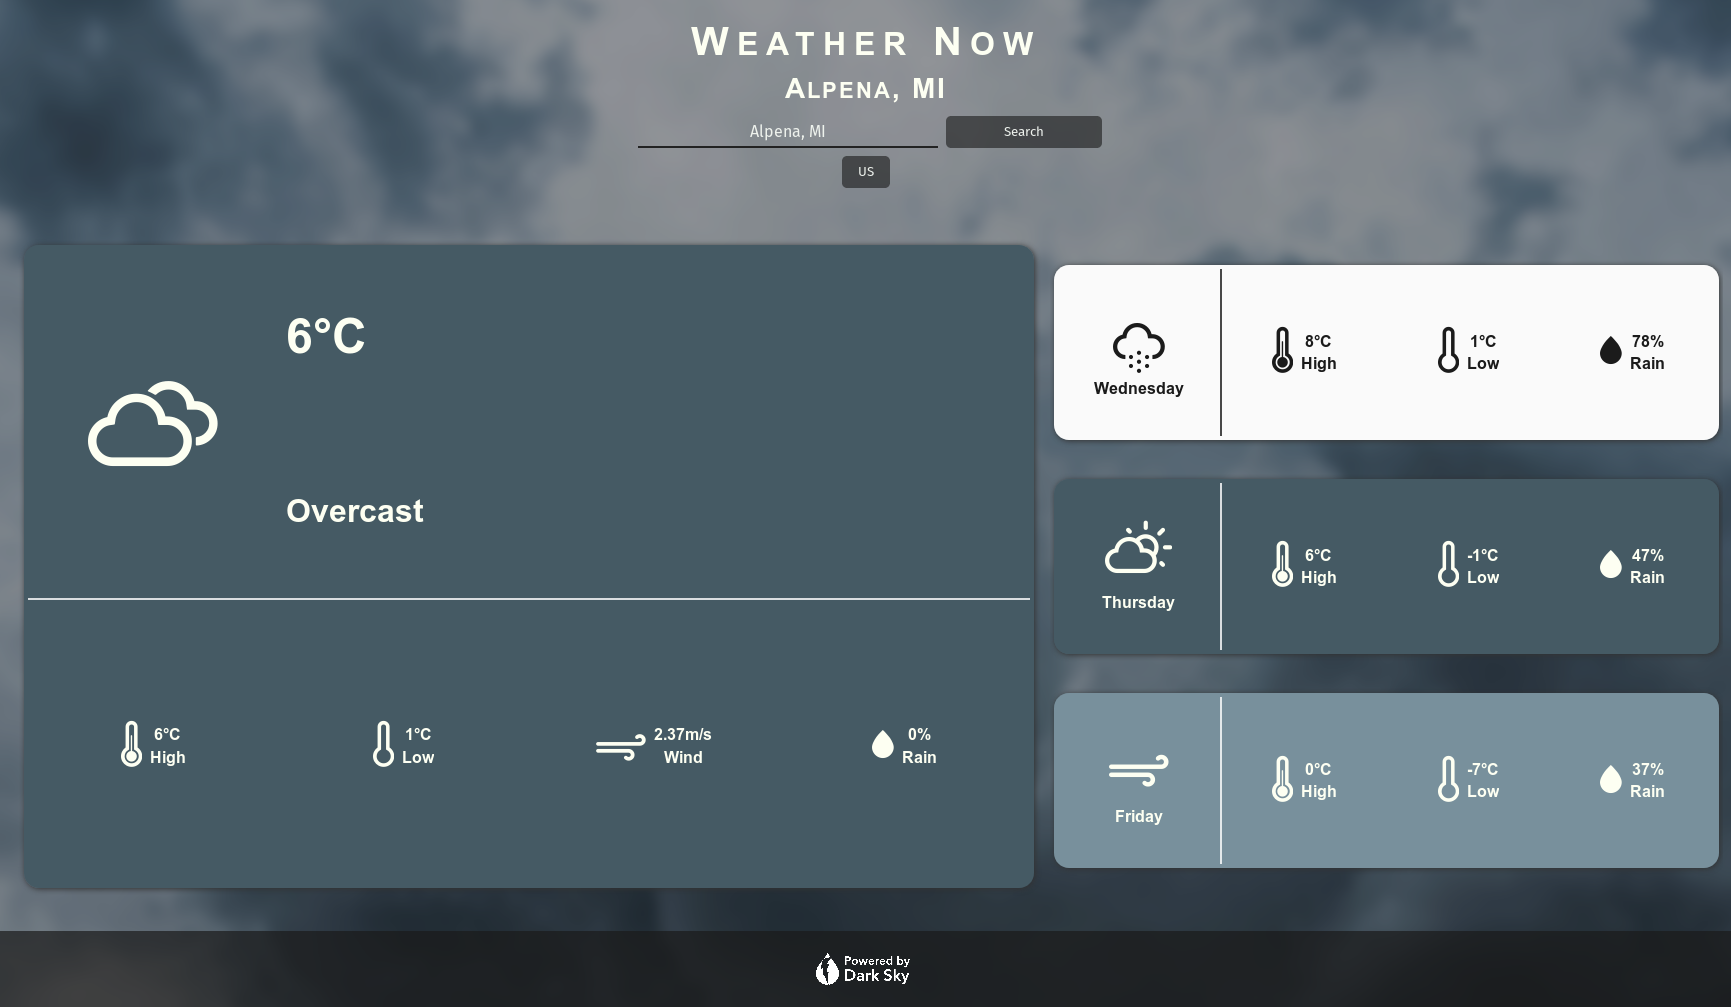 Weather Now
Alpena, MI
Alpena, MI
Search
US
6°C
Overcast
6°C
High
1°C
Low
2.37m/s
Wind
0%
Rain
Wednesday
8°C
High
1°C
Low
78%
Rain
Thursday
6°C
High
-1°C
Low
47%
Rain
Friday
0°C
High
-7°C
Low
37%
Rain
Powered by
Dark Sky